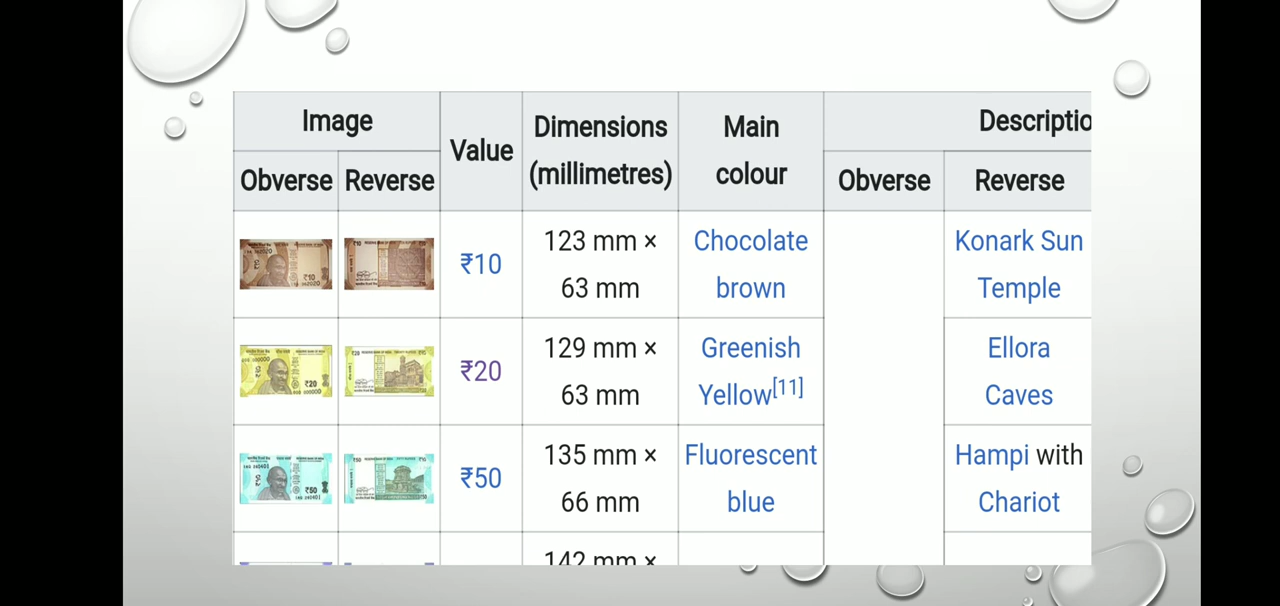 Image
Value
Dimensions
(millimetres)
Main
colour
Descriptio
Obverse
Reverse
Obverse
Reverse
₹10
123 mm ×
63 mm
Chocolate
brown
Konark Sun
Temple
₹20
129 mm ×
63 mm
Greenish
Yellow[11]
Ellora
Caves
₹50
135 mm ×
66 mm
Fluorescent
blue
Hampi with
Chariot
142 mm ×